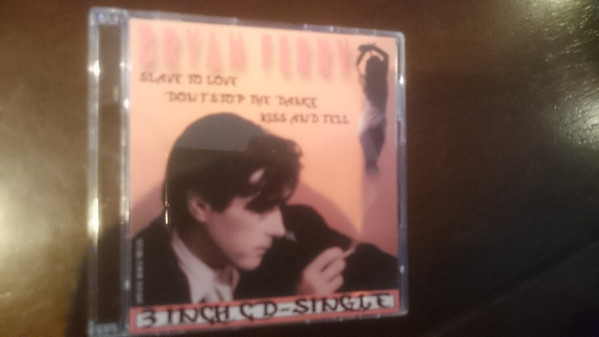 BRYAN FERRY
SLAVE TO LOVE
DON'T STOP THE DANCE
KISS AND TELL
3 INCH CD-SINGLE